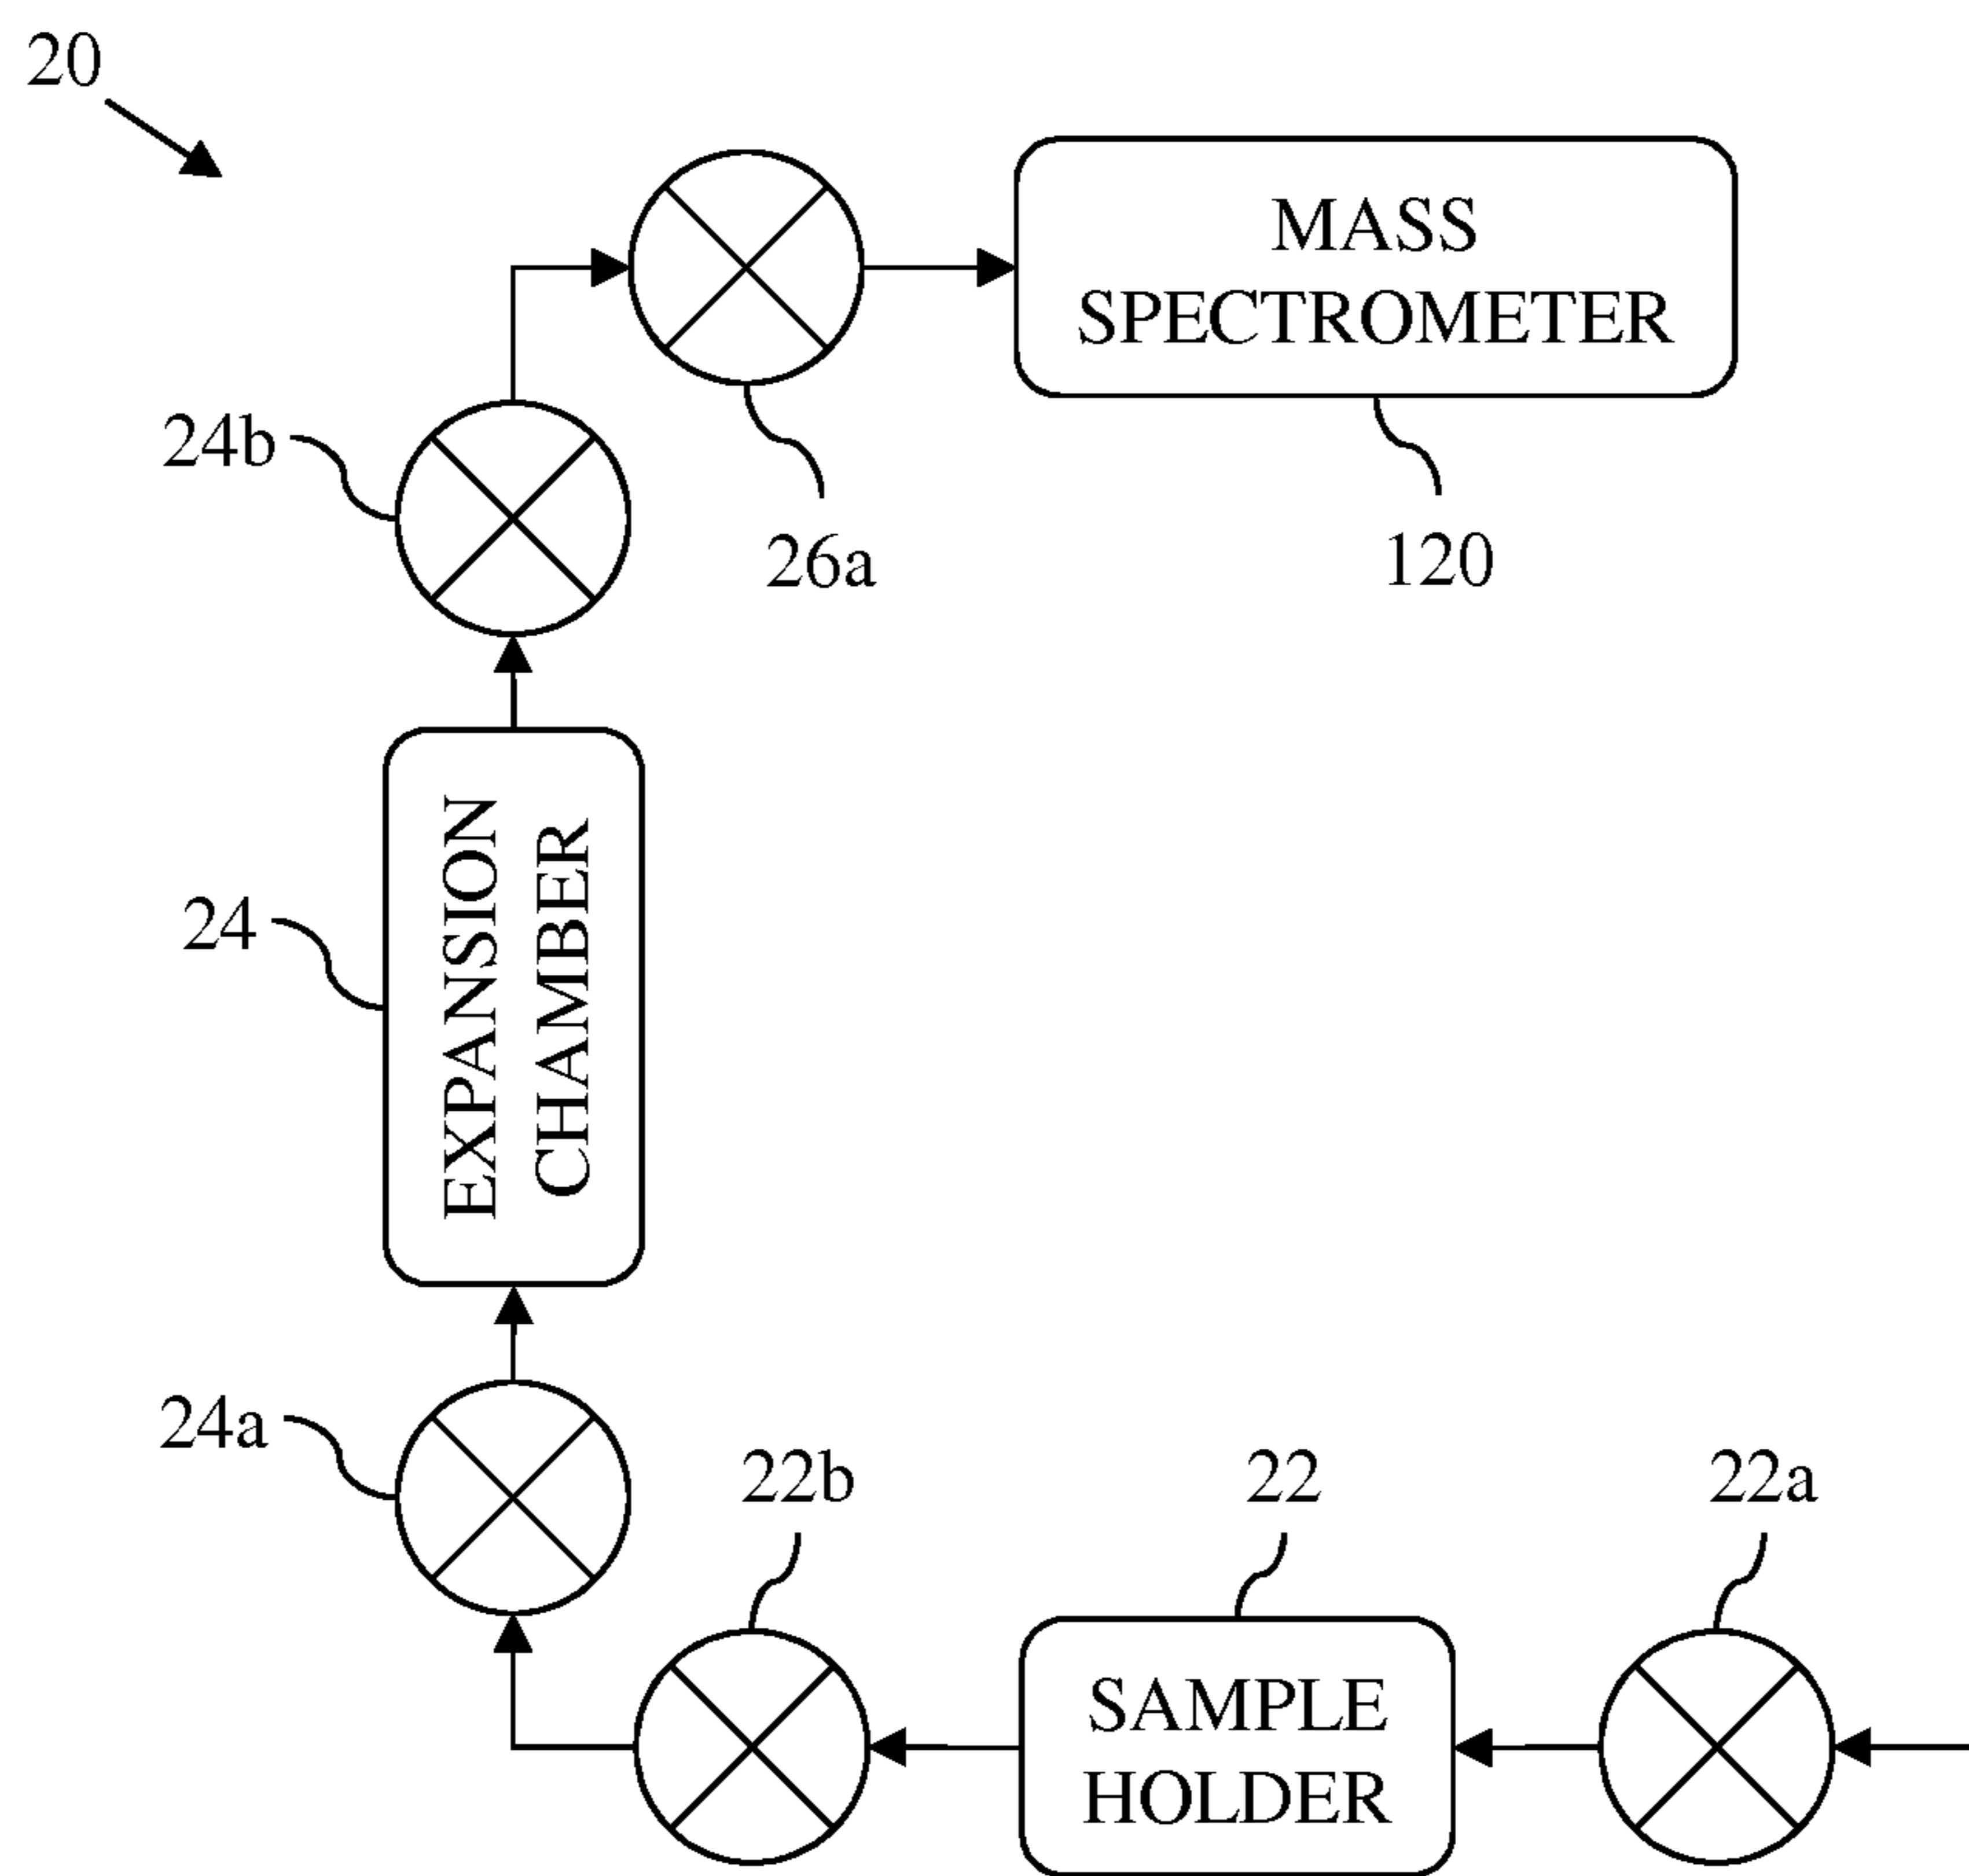 20
MASS
SPECTROMETER
24b
26a
120
EXPANSION
CHAMBER
24
24a
22b
22
22a
SAMPLE
HOLDER